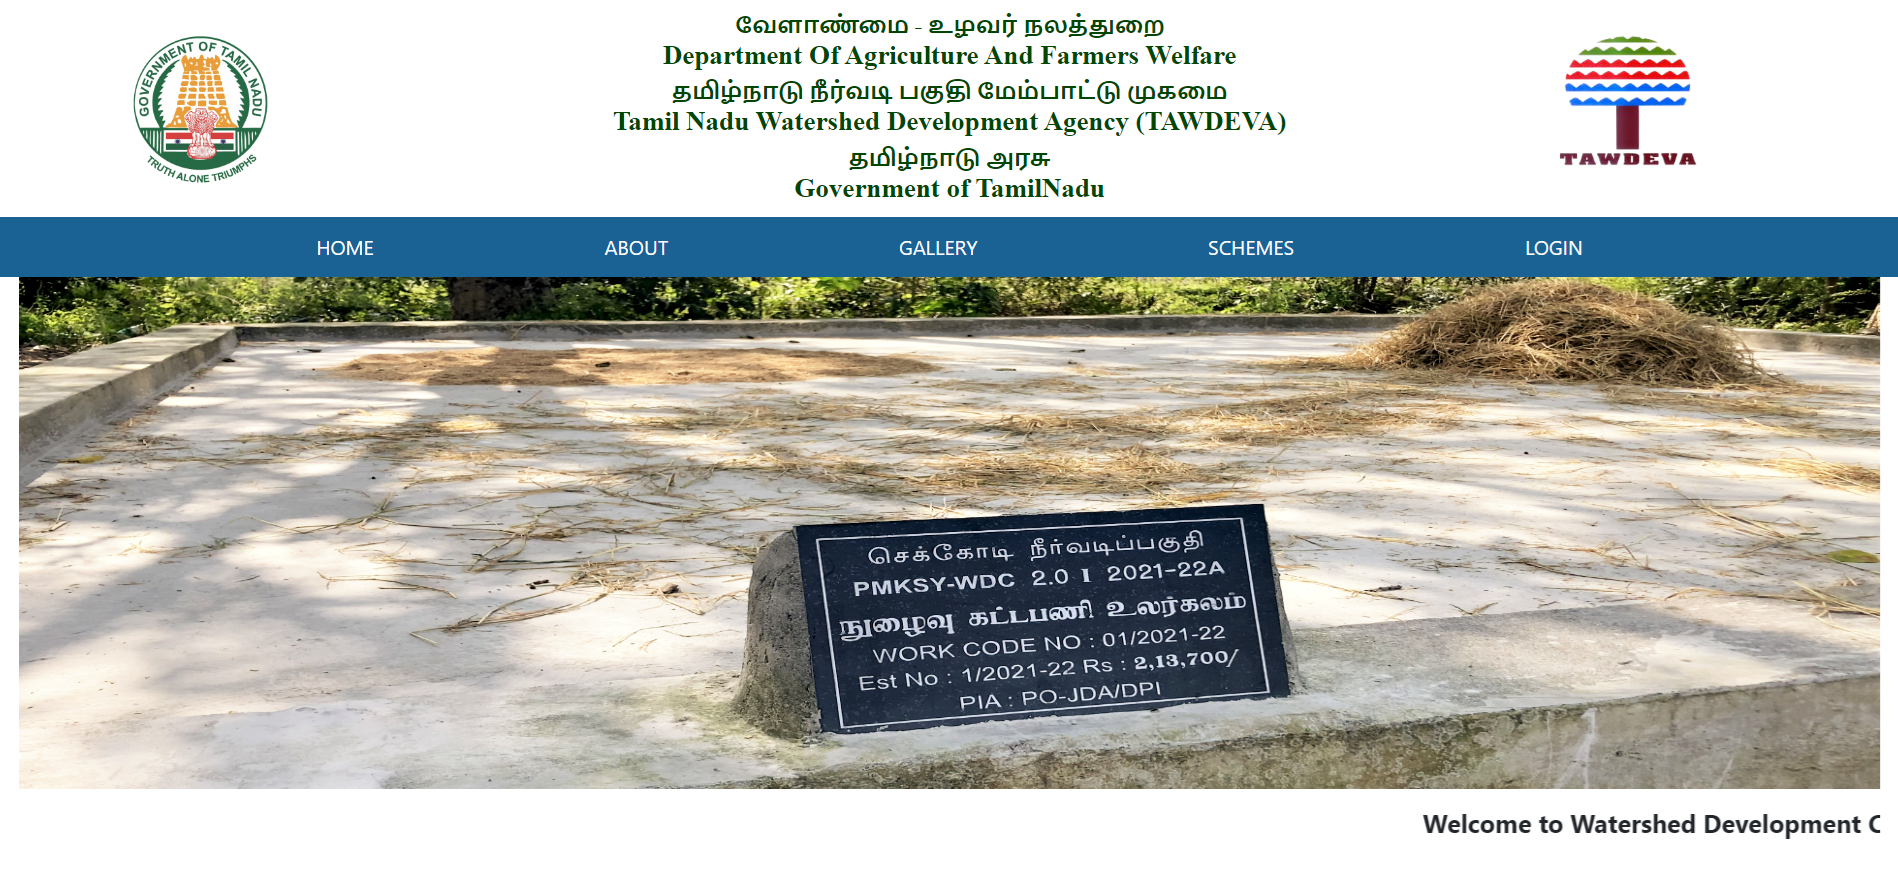 வேளாண்மை - உழவர் நலத்துறை
Department Of Agriculture And Farmers Welfare
தமிழ்நாடு நீர்வடி பகுதி மேம்பாட்டு முகமை
Tamil Nadu Watershed Development Agency (TAWDEVA)
தமிழ்நாடு அரசு
Government of TamilNadu
GOVERNMENT OF TAMIL NADU
TRUTH ALONE TRIUMPHS
TAWDEVA
HOME ABOUT GALLERY SCHEMES LOGIN
செக்கோடி நீர்வடிப்பகுதி
PMKSY-WDC 2.0 I 2021-22A
நுழைவு கட்டபணி உலர்களம்
WORK CODE NO : 01/2021-22
Est No : 1/2021-22 Rs : 2,13,700/
PIA : PO-JDA/DPI
Welcome to Watershed Development C